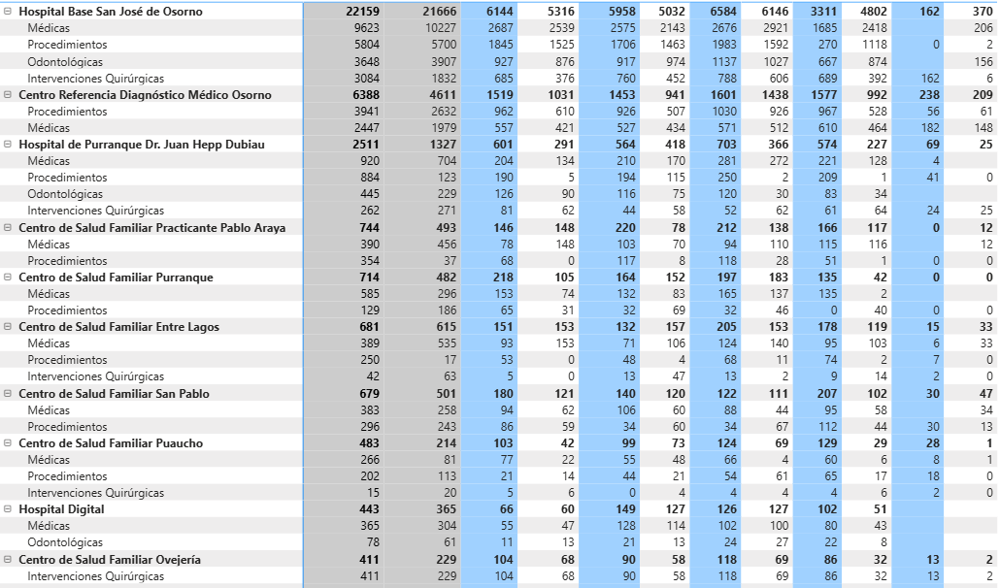 Hospital Base San José de Osorno 22159 21666 6144 5316 5958 5032 6584 6146 3311 4802 162 370
Médicas 9623 10227 2687 2539 2575 2143 2676 2921 1685 2418 206
Procedimientos 5804 5700 1845 1525 1706 1463 1983 1592 270 1118 0 2
Odontológicas 3648 3907 927 876 917 974 1137 1027 667 874 156
Intervenciones Quirúrgicas 3084 1832 685 376 760 452 788 606 689 392 162 6
Centro Referencia Diagnóstico Médico Osorno 6388 4611 1519 1031 1453 941 1601 1438 1577 992 238 209
Procedimientos 3941 2632 962 610 926 507 1030 926 967 528 56 61
Médicas 2447 1979 557 421 527 434 571 512 610 464 182 148
Hospital de Purranque Dr. Juan Hepp Dubiau 2511 1327 601 291 564 418 703 366 574 227 69 25
Médicas 920 704 204 134 210 170 281 272 221 128 4
Procedimientos 884 123 190 5 194 115 250 2 209 1 41 0
Odontológicas 445 229 126 90 116 75 120 30 83 34
Intervenciones Quirúrgicas 262 271 81 62 44 58 52 62 61 64 24 25
Centro de Salud Familiar Practicante Pablo Araya 744 493 146 148 220 78 212 138 166 117 0 12
Médicas 390 456 78 148 103 70 94 110 115 116 12
Procedimientos 354 37 68 0 117 8 118 28 51 1 0 0
Centro de Salud Familiar Purranque 714 482 218 105 164 152 197 183 135 42 0 0
Médicas 585 296 153 74 132 83 165 137 135 2
Procedimientos 129 186 65 31 32 69 32 46 0 40 0 0
Centro de Salud Familiar Entre Lagos 681 615 151 153 132 157 205 153 178 119 15 33
Médicas 389 535 93 153 71 106 124 140 95 103 6 33
Procedimientos 250 17 53 0 48 4 68 11 74 2 7 0
Intervenciones Quirúrgicas 42 63 5 0 13 47 13 2 9 14 2 0
Centro de Salud Familiar San Pablo 679 501 180 121 140 120 122 111 207 102 30 47
Médicas 383 258 94 62 106 60 88 44 95 58 34
Procedimientos 296 243 86 59 34 60 34 67 112 44 30 13
Centro de Salud Familiar Puaucho 483 214 103 42 99 73 124 69 129 29 28 1
Médicas 266 81 77 22 55 48 66 4 60 6 8 1
Procedimientos 202 113 21 14 44 21 54 61 65 17 18 0
Intervenciones Quirúrgicas 15 20 5 6 0 4 4 4 4 6 2 0
Hospital Digital 443 365 66 60 149 127 126 127 102 51
Médicas 365 304 55 47 128 114 102 100 80 43
Odontológicas 78 61 11 13 21 13 24 27 22 8
Centro de Salud Familiar Ovejería 411 229 104 68 90 58 118 69 86 32 13 2
Intervenciones Quirúrgicas 411 229 104 68 90 58 118 69 86 32 13 2